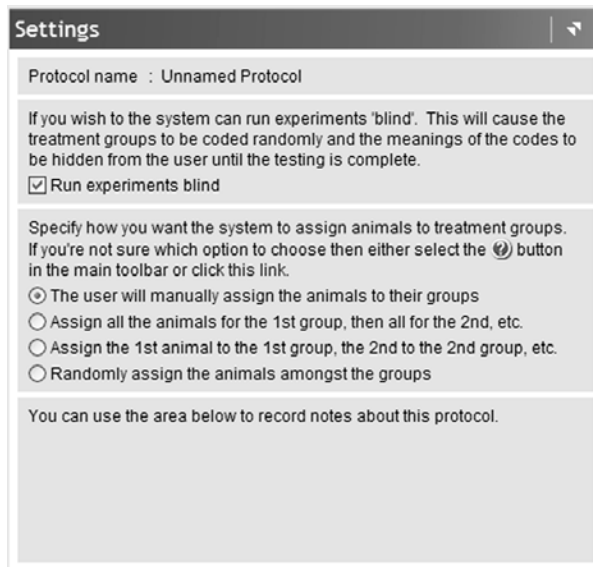 Settings
Protocol name : Unnamed Protocol
If you wish to the system can run experiments 'blind'. This will cause the
treatment groups to be coded randomly and the meanings of the codes to
be hidden from the user until the testing is complete.
Run experiments blind
Specify how you want the system to assign animals to treatment groups.
If you're not sure which option to choose then either select the ? button
in the main toolbar or click this link.
The user will manually assign the animals to their groups
Assign all the animals for the 1st group, then all for the 2nd, etc.
Assign the 1st animal to the 1st group, the 2nd to the 2nd group, etc.
Randomly assign the animals amongst the groups
You can use the area below to record notes about this protocol.